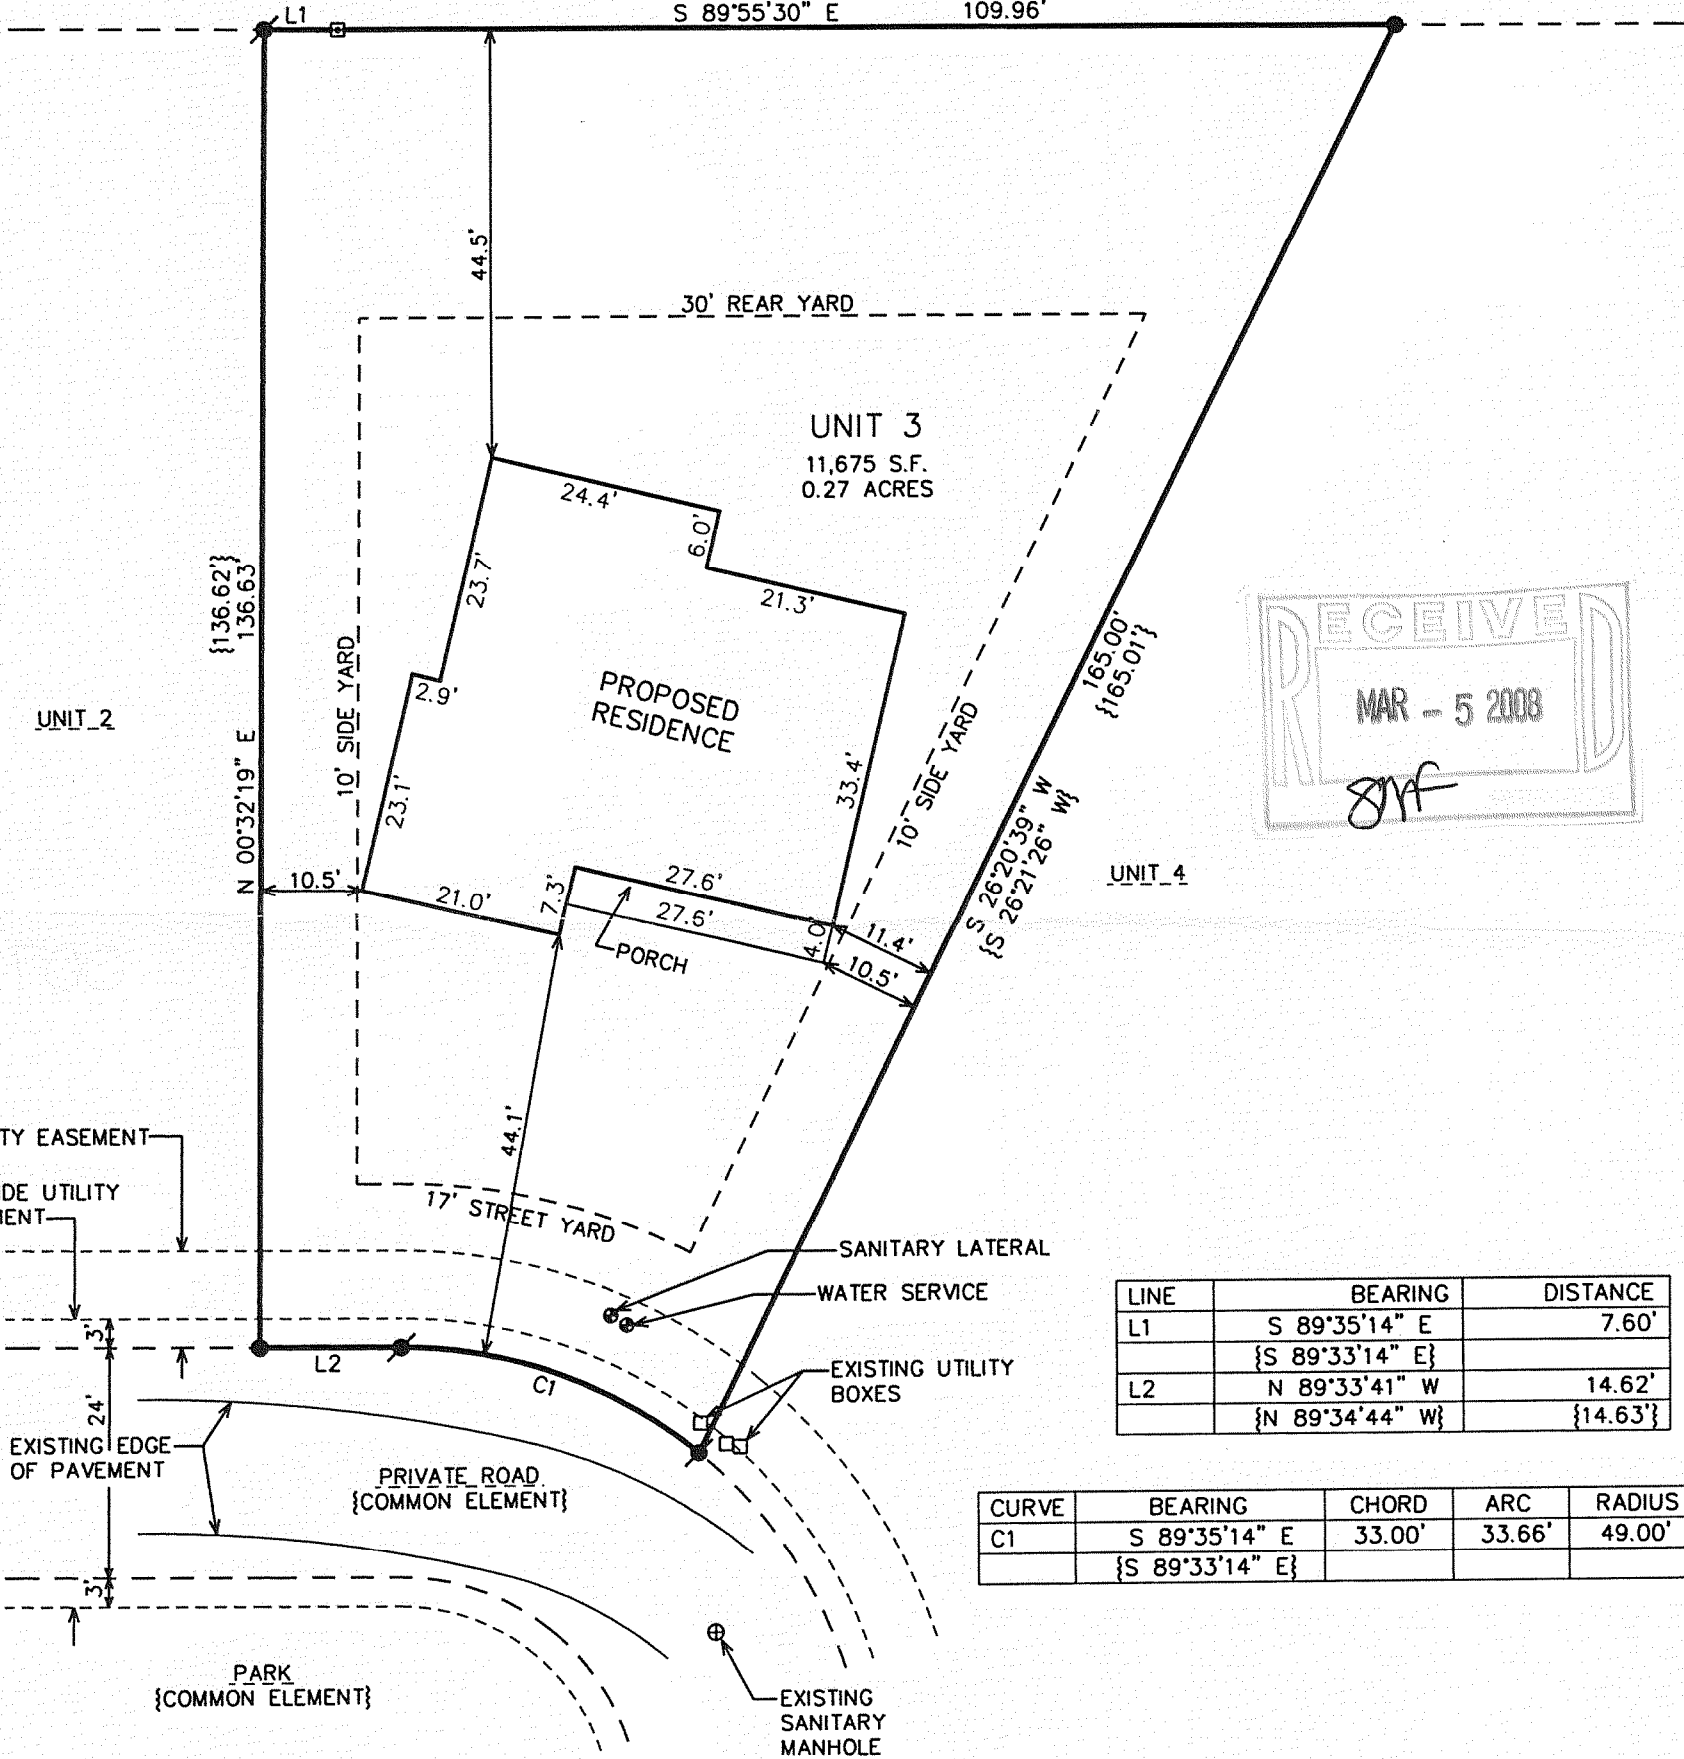 L1
S 89°55'30" E 109.96'
44.5'
30' REAR YARD
UNIT 3
11,675 S.F.
0.27 ACRES
24.4'
6.0'
21.3'
23.7'
2.9'
23.1'
33.4'
{136.62'}
136.63'
N 00°32'19" E
10' SIDE YARD
UNIT 2
PROPOSED
RESIDENCE
165.00'
{165.01'}
S 26°20'39" W
{S 26°21'26" W}
10' SIDE YARD
RECEIVED
MAR - 5 2008
UNIT 4
10.5'
21.0'
7.3'
27.6'
27.6'
4.0'
PORCH
11.4'
10.5'
44.1'
TY EASEMENT
DE UTILITY
MENT
17' STREET YARD
SANITARY LATERAL
WATER SERVICE
EXISTING UTILITY
BOXES
3'
L2
C1
24'
EXISTING EDGE
OF PAVEMENT
PRIVATE ROAD
{COMMON ELEMENT}
3'
PARK
{COMMON ELEMENT}
EXISTING
SANITARY
MANHOLE
LINE BEARING DISTANCE
L1 S 89°35'14" E 7.60'
{S 89°33'14" E}
L2 N 89°33'41" W 14.62'
{N 89°34'44" W} {14.63'}
CURVE BEARING CHORD ARC RADIUS
C1 S 89°35'14" E 33.00' 33.66' 49.00'
{S 89°33'14" E}